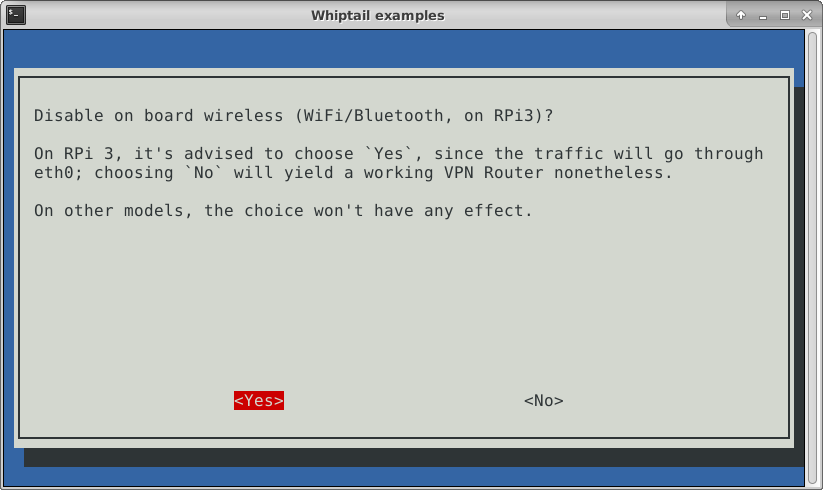 Whiptail examples
Disable on board wireless (WiFi/Bluetooth, on RPi3)?
On RPi 3, it's advised to choose `Yes`, since the traffic will go through
eth0; choosing `No` will yield a working VPN Router nonetheless.
On other models, the choice won't have any effect.
<Yes> <No>